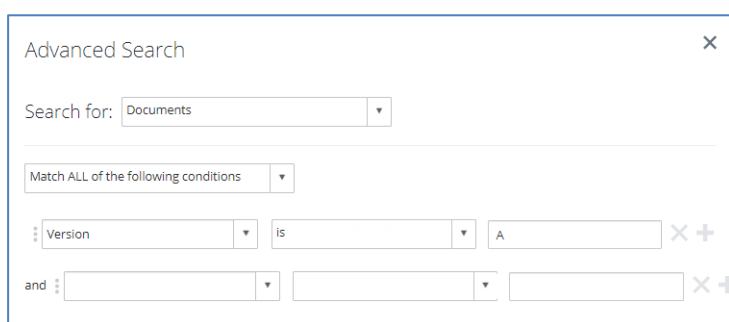 Advanced Search
Search for: Documents
Match ALL of the following conditions
Version is A
and